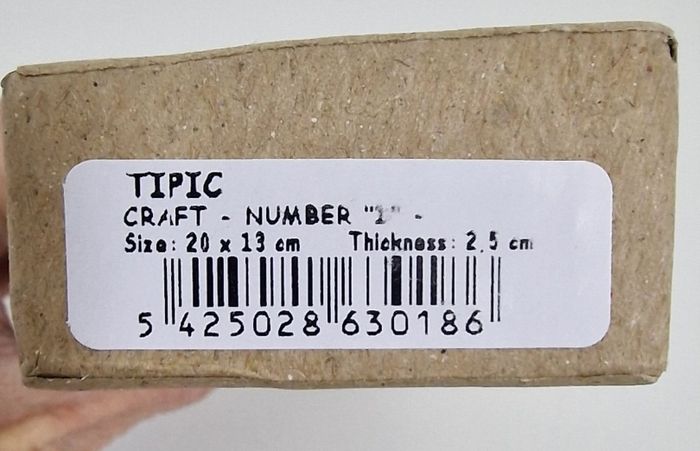 TIPIC
CRAFT - NUMBER "1" -
Size: 20 x 13 cm Thickness: 2.5 cm
5 425028 630186